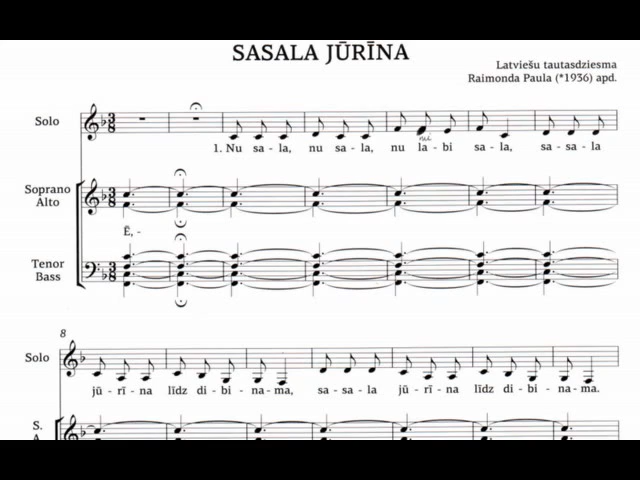 SASALA JŪRĪNA
Latviešu tautasdziesma
Raimonda Paula (*1936) apd.
Solo
1. Nu sa - la, nu sa - la, nu la - bi sa - la, sa - sa - la
Soprano
Alto
Ē, -
Tenor
Bass
8
Solo
jū - rī - na līdz di - bi - nama, sa - sa - la jū - rī - na līdz di - bi - na - ma.
S.
A.